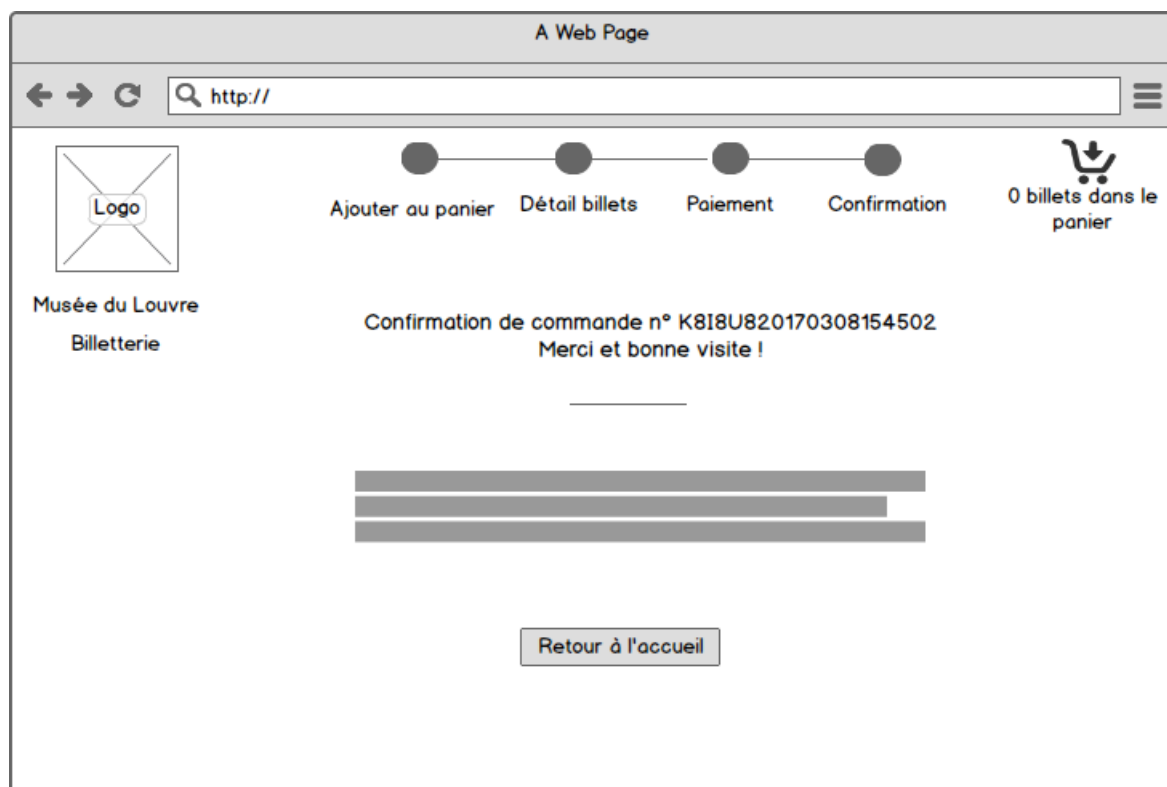 A Web Page
http://
Logo
Musée du Louvre
Billetterie
Ajouter au panier
Détail billets
Paiement
Confirmation
0 billets dans le
panier
Confirmation de commande n° K8I8U820170308154502
Merci et bonne visite !
Retour à l'accueil